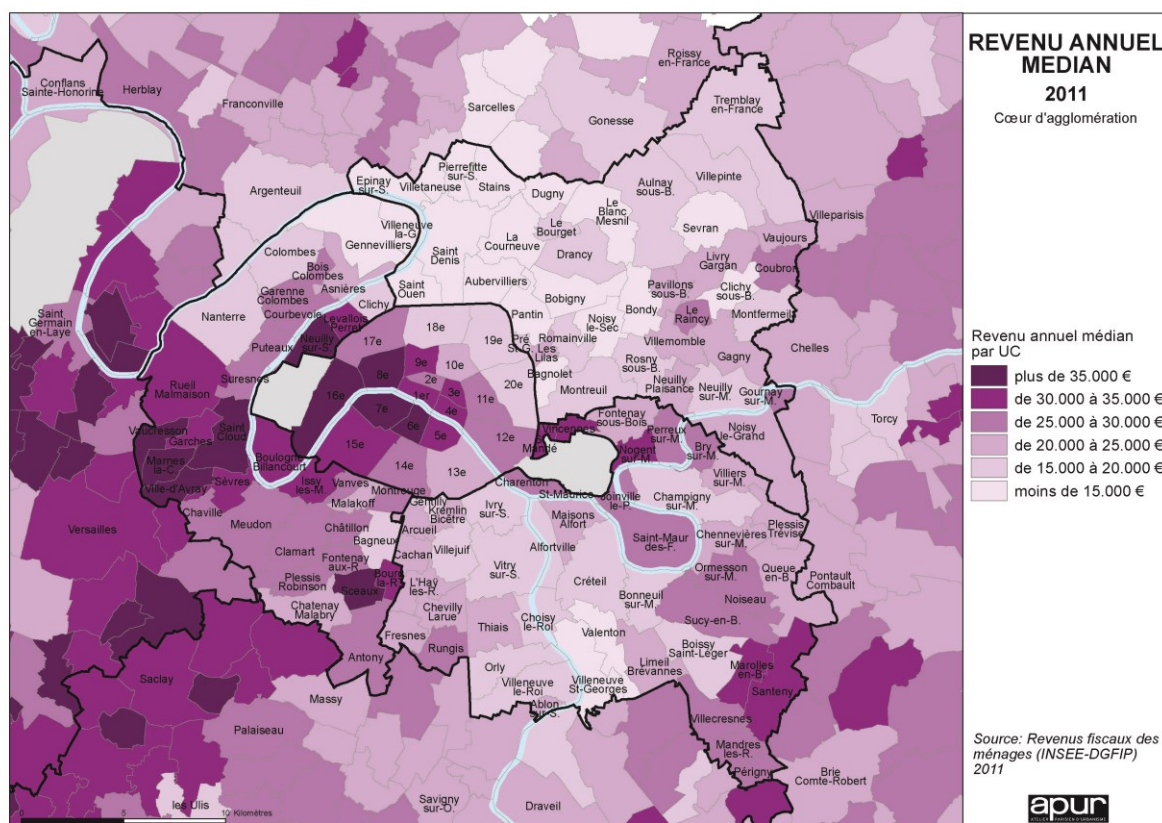 REVENU ANNUEL
MEDIAN
2011
Cœur d'agglomération
Revenu annuel médian
par UC
plus de 35.000 €
de 30.000 à 35.000 €
de 25.000 à 30.000 €
de 20.000 à 25.000 €
de 15.000 à 20.000 €
moins de 15.000 €
Source: Revenus fiscaux des
ménages (INSEE-DGFIP)
2011
apur
ATELIER PARISIEN D'URBANISME
Conflans
Sainte-Honorine
Herblay
Franconville
Sarcelles
Roissy
en-France
Gonesse
Tremblay
en-France
Argenteuil
Epinay
sur-S.
Villetaneuse
Pierrefitte
sur-S.
Stains
Dugny
Le
Blanc
Mesnil
Aulnay
sous-B.
Villepinte
Villeparisis
Villeneuve
la-G.
Gennevilliers
Colombes
Bois
Colombes
Asnières
Garenne
Colombes
Courbevoie
Clichy
Saint
Denis
La
Courneuve
Le
Bourget
Drancy
Sevran
Vaujours
Livry
Gargan
Coubron
Saint
Ouen
Aubervilliers
Bobigny
Pavillons
sous-B.
Clichy
sous-B.
Montfermeil
Nanterre
Levallois
Perret
Neuilly
sur-S.
Puteaux
Suresnes
Saint
Germain
en-Laye
Rueil
Malmaison
Pantin
Noisy
le-Sec
Bondy
Le
Raincy
Romainville
Pré
St-G.
Les
Lilas
Villemomble
Gagny
Chelles
Bagnolet
Montreuil
Rosny
sous-B.
Neuilly
Plaisance
Neuilly
sur-M.
Gournay
sur-M.
Torcy
17e
18e
19e
8e
9e
10e
2e
1er
3e
4e
11e
20e
16e
7e
6e
5e
12e
15e
14e
13e
Vaucresson
Garches
Saint
Cloud
Marnes
la-C.
Ville-d'Avray
Sèvres
Boulogne
Billancourt
Issy
les-M.
Vanves
Malakoff
Montrouge
Vincennes
St
Mandé
Fontenay
sous-Bois
Perreux
sur-M.
Nogent
sur-M.
Bry
sur-M.
Noisy
le-Grand
Villiers
sur-M.
Charenton
St-Maurice
Joinville
le-P.
Champigny
sur-M.
Versailles
Chaville
Meudon
Clamart
Châtillon
Bagneux
Fontenay
aux-R.
Gentilly
Kremlin
Bicêtre
Arcueil
Cachan
Villejuif
Ivry
sur-S.
Maisons
Alfort
Alfortville
Saint-Maur
des-F.
Chennevières
sur-M.
Plessis
Trévise
Plessis
Robinson
Sceaux
Bourg
la-R.
Chatenay
Malabry
L'Haÿ
les-R.
Vitry
sur-S.
Créteil
Ormesson
sur-M.
Queue
en-B.
Pontault
Combault
Bonneuil
sur-M.
Noiseau
Sucy-en-B.
Chevilly
Larue
Thiais
Choisy
le-Roi
Valenton
Fresnes
Rungis
Antony
Orly
Limeil
Brévannes
Boissy
Saint-Léger
Marolles
en-B.
Santeny
Saclay
Massy
Palaiseau
Villeneuve
le-Roi
Villeneuve
St-Georges
Ablon
sur-S.
Villecresnes
Mandres
les-R.
Périgny
Brie
Comte-Robert
les Ulis
Savigny
sur-O.
Draveil
0
5
10 Kilomètres